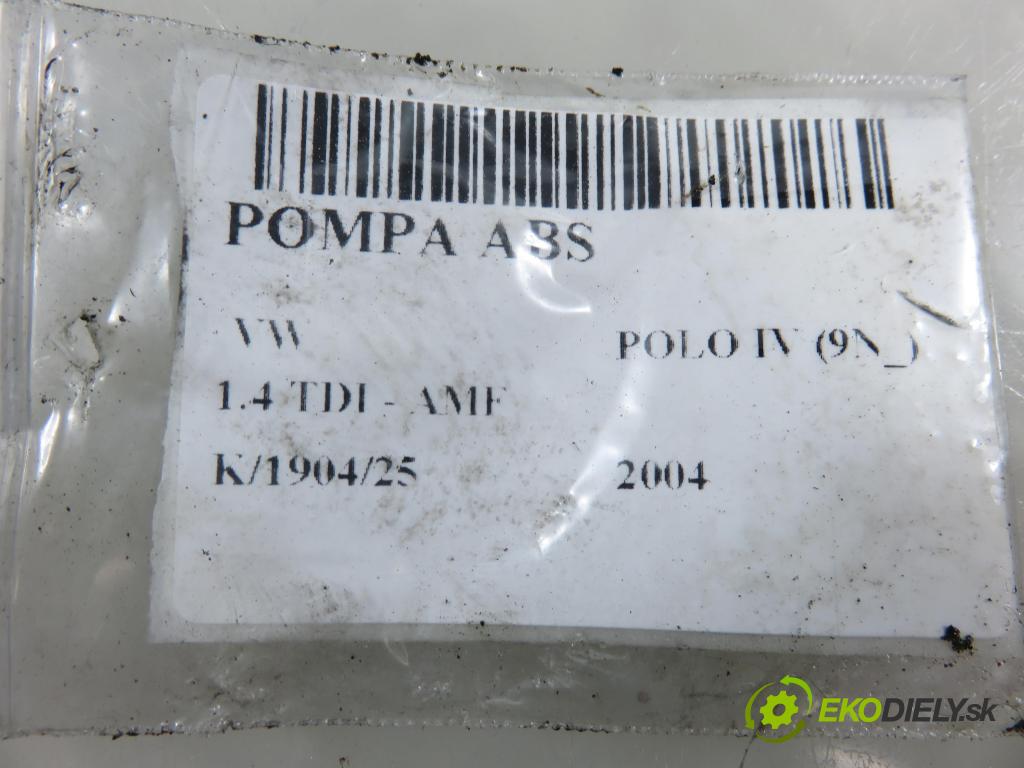 POMPA ABS
VW POLO IV (9N_)
1.4 TDI - AMF
K/1904/25 2004
EKODIELY.sk